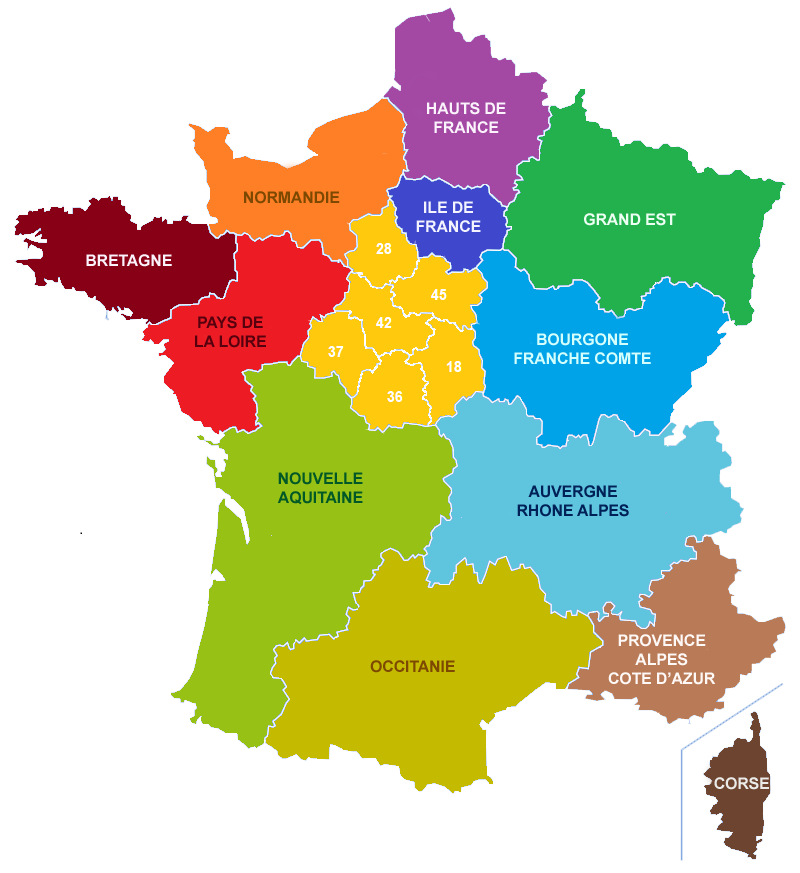 HAUTS DE
FRANCE
NORMANDIE
ILE DE
FRANCE
GRAND EST
BRETAGNE
28
45
PAYS DE
LA LOIRE
42
37
18
36
BOURGONE
FRANCHE COMTE
NOUVELLE
AQUITAINE
AUVERGNE
RHONE ALPES
OCCITANIE
PROVENCE
ALPES
COTE D'AZUR
CORSE